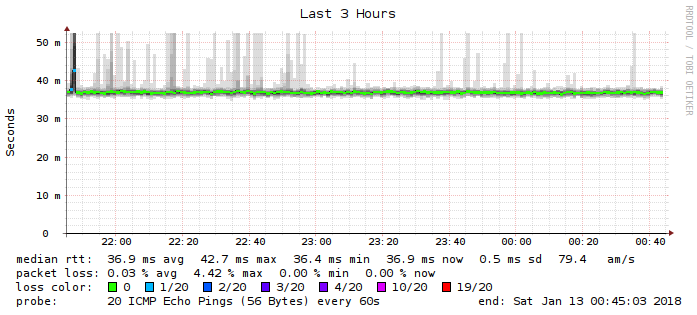 Last 3 Hours
RRDTOOL / TOBI OETIKER
Seconds
50 m
40 m
30 m
20 m
10 m
0
22:00 22:20 22:40 23:00 23:20 23:40 00:00 00:20 00:40
median rtt: 36.9 ms avg 42.7 ms max 36.4 ms min 36.9 ms now 0.5 ms sd 79.4 am/s
packet loss: 0.03 % avg 4.42 % max 0.00 % min 0.00 % now
loss color: 0 1/20 2/20 3/20 4/20 10/20 19/20
probe: 20 ICMP Echo Pings (56 Bytes) every 60s end: Sat Jan 13 00:45:03 2018